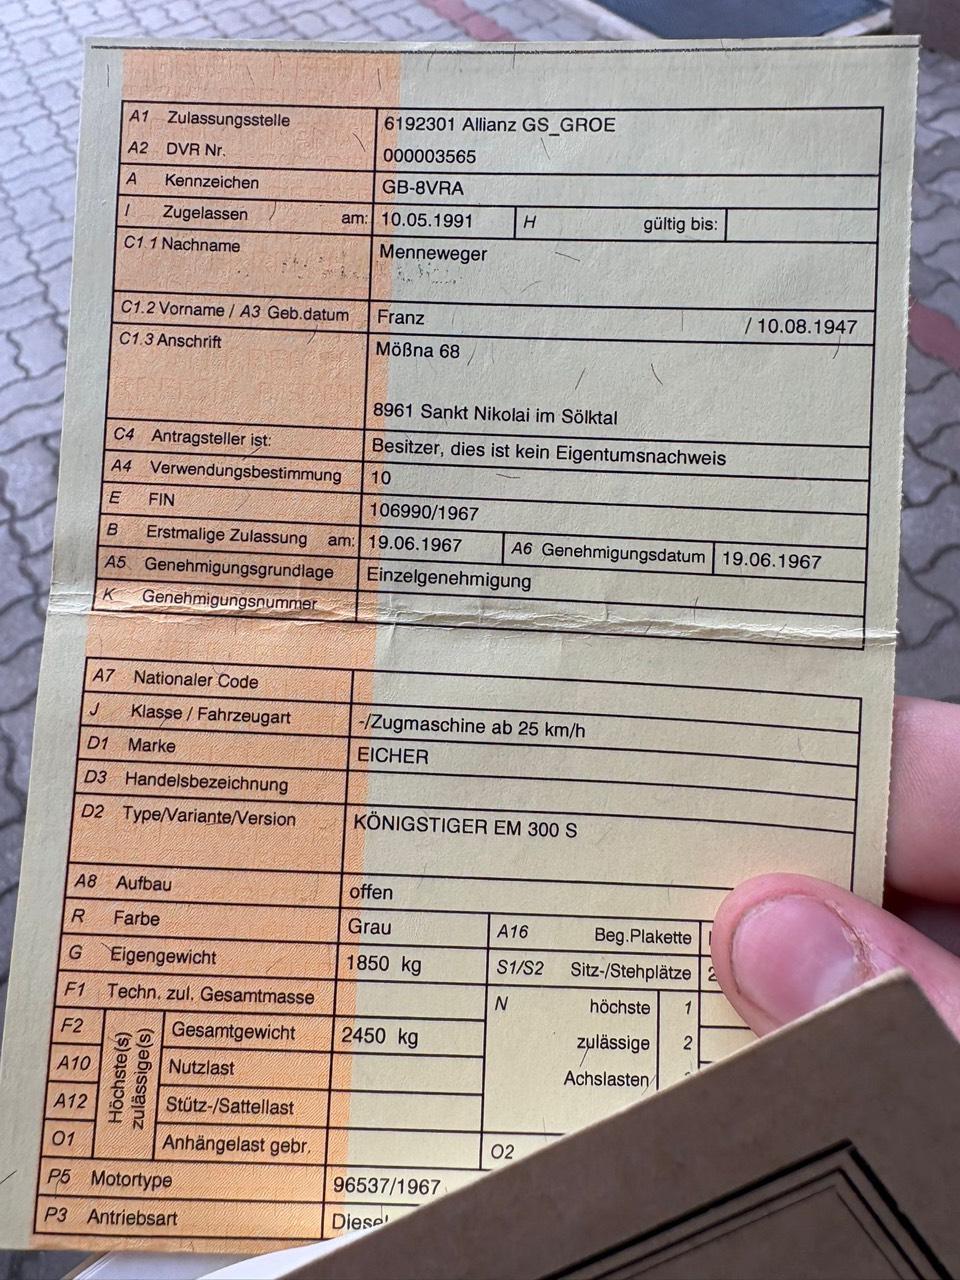 A1 Zulassungsstelle 6192301 Allianz GS_GROE
A2 DVR Nr. 000003565
A Kennzeichen GB-8VRA
I Zugelassen am: 10.05.1991 H gültig bis:
C1.1 Nachname Menneweger
C1.2 Vorname / A3 Geb.datum Franz / 10.08.1947
C1.3 Anschrift Mößna 68
8961 Sankt Nikolai im Sölktal
C4 Antragsteller ist: Besitzer, dies ist kein Eigentumsnachweis
A4 Verwendungsbestimmung 10
E FIN 106990/1967
B Erstmalige Zulassung am: 19.06.1967 A6 Genehmigungsdatum 19.06.1967
A5 Genehmigungsgrundlage Einzelgenehmigung
K Genehmigungsnummer
A7 Nationaler Code
J Klasse / Fahrzeugart -/Zugmaschine ab 25 km/h
D1 Marke EICHER
D3 Handelsbezeichnung
D2 Type/Variante/Version KÖNIGSTIGER EM 300 S
A8 Aufbau offen
R Farbe Grau A16 Beg.Plakette
G Eigengewicht 1850 kg S1/S2 Sitz-/Stehplätze 2
F1 Techn. zul. Gesamtmasse N höchste 1
F2 Höchste(s) zulässige(s) Gesamtgewicht 2450 kg zulässige 2
A10 Nutzlast Achslasten
A12 Stütz-/Sattellast
O1 Anhängelast gebr. O2
P5 Motortype 96537/1967
P3 Antriebsart Diesel